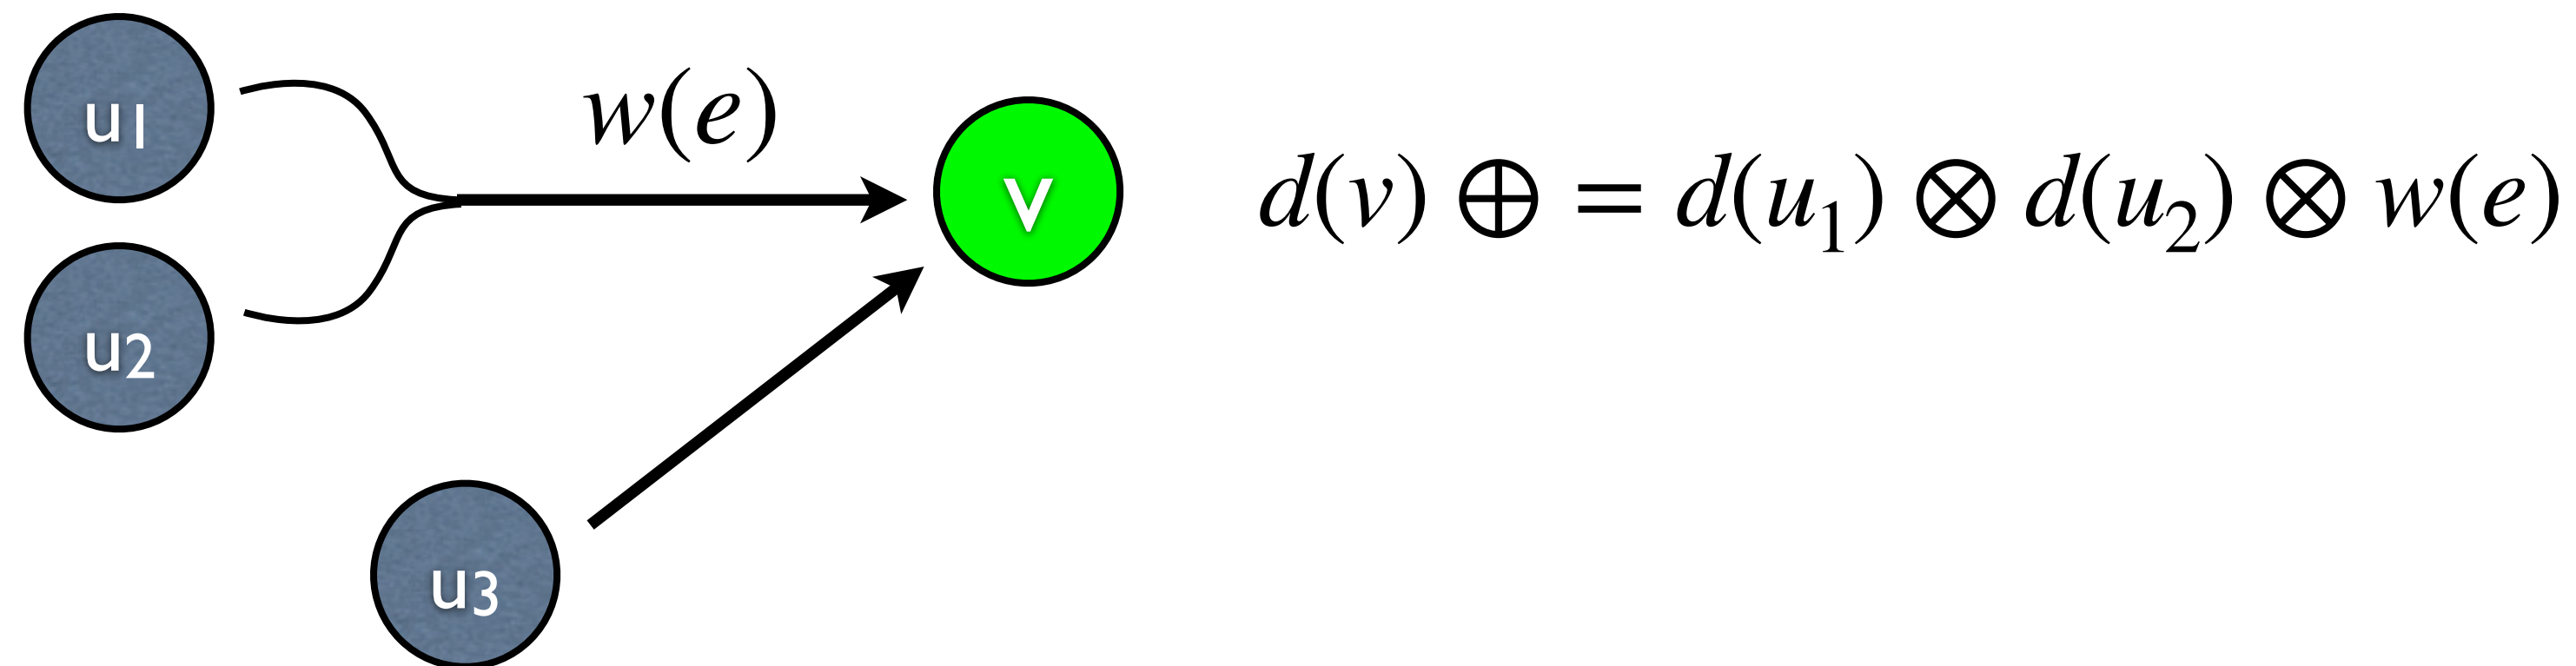 u1
w(e)
v
d(v) ⊕ = d(u₁) ⊗ d(u₂) ⊗ w(e)
u2
u3